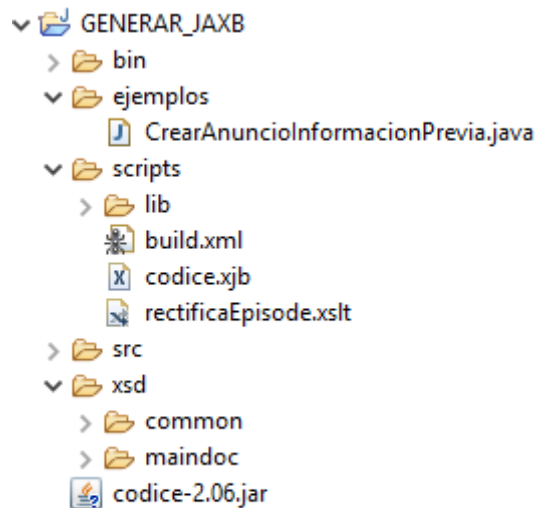 GENERAR_JAXB
bin
ejemplos
CrearAnuncioInformacionPrevia.java
scripts
lib
build.xml
codice.xjb
rectificaEpisode.xslt
src
xsd
common
maindoc
codice-2.06.jar